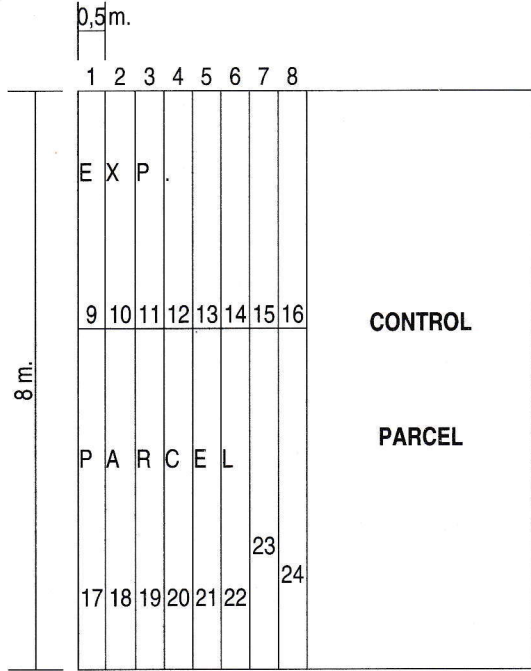 0,5 m.
1 2 3 4 5 6 7 8
E X P .
9 10 11 12 13 14 15 16
CONTROL
8 m.
PARCEL
P A R C E L
23
24
17 18 19 20 21 22